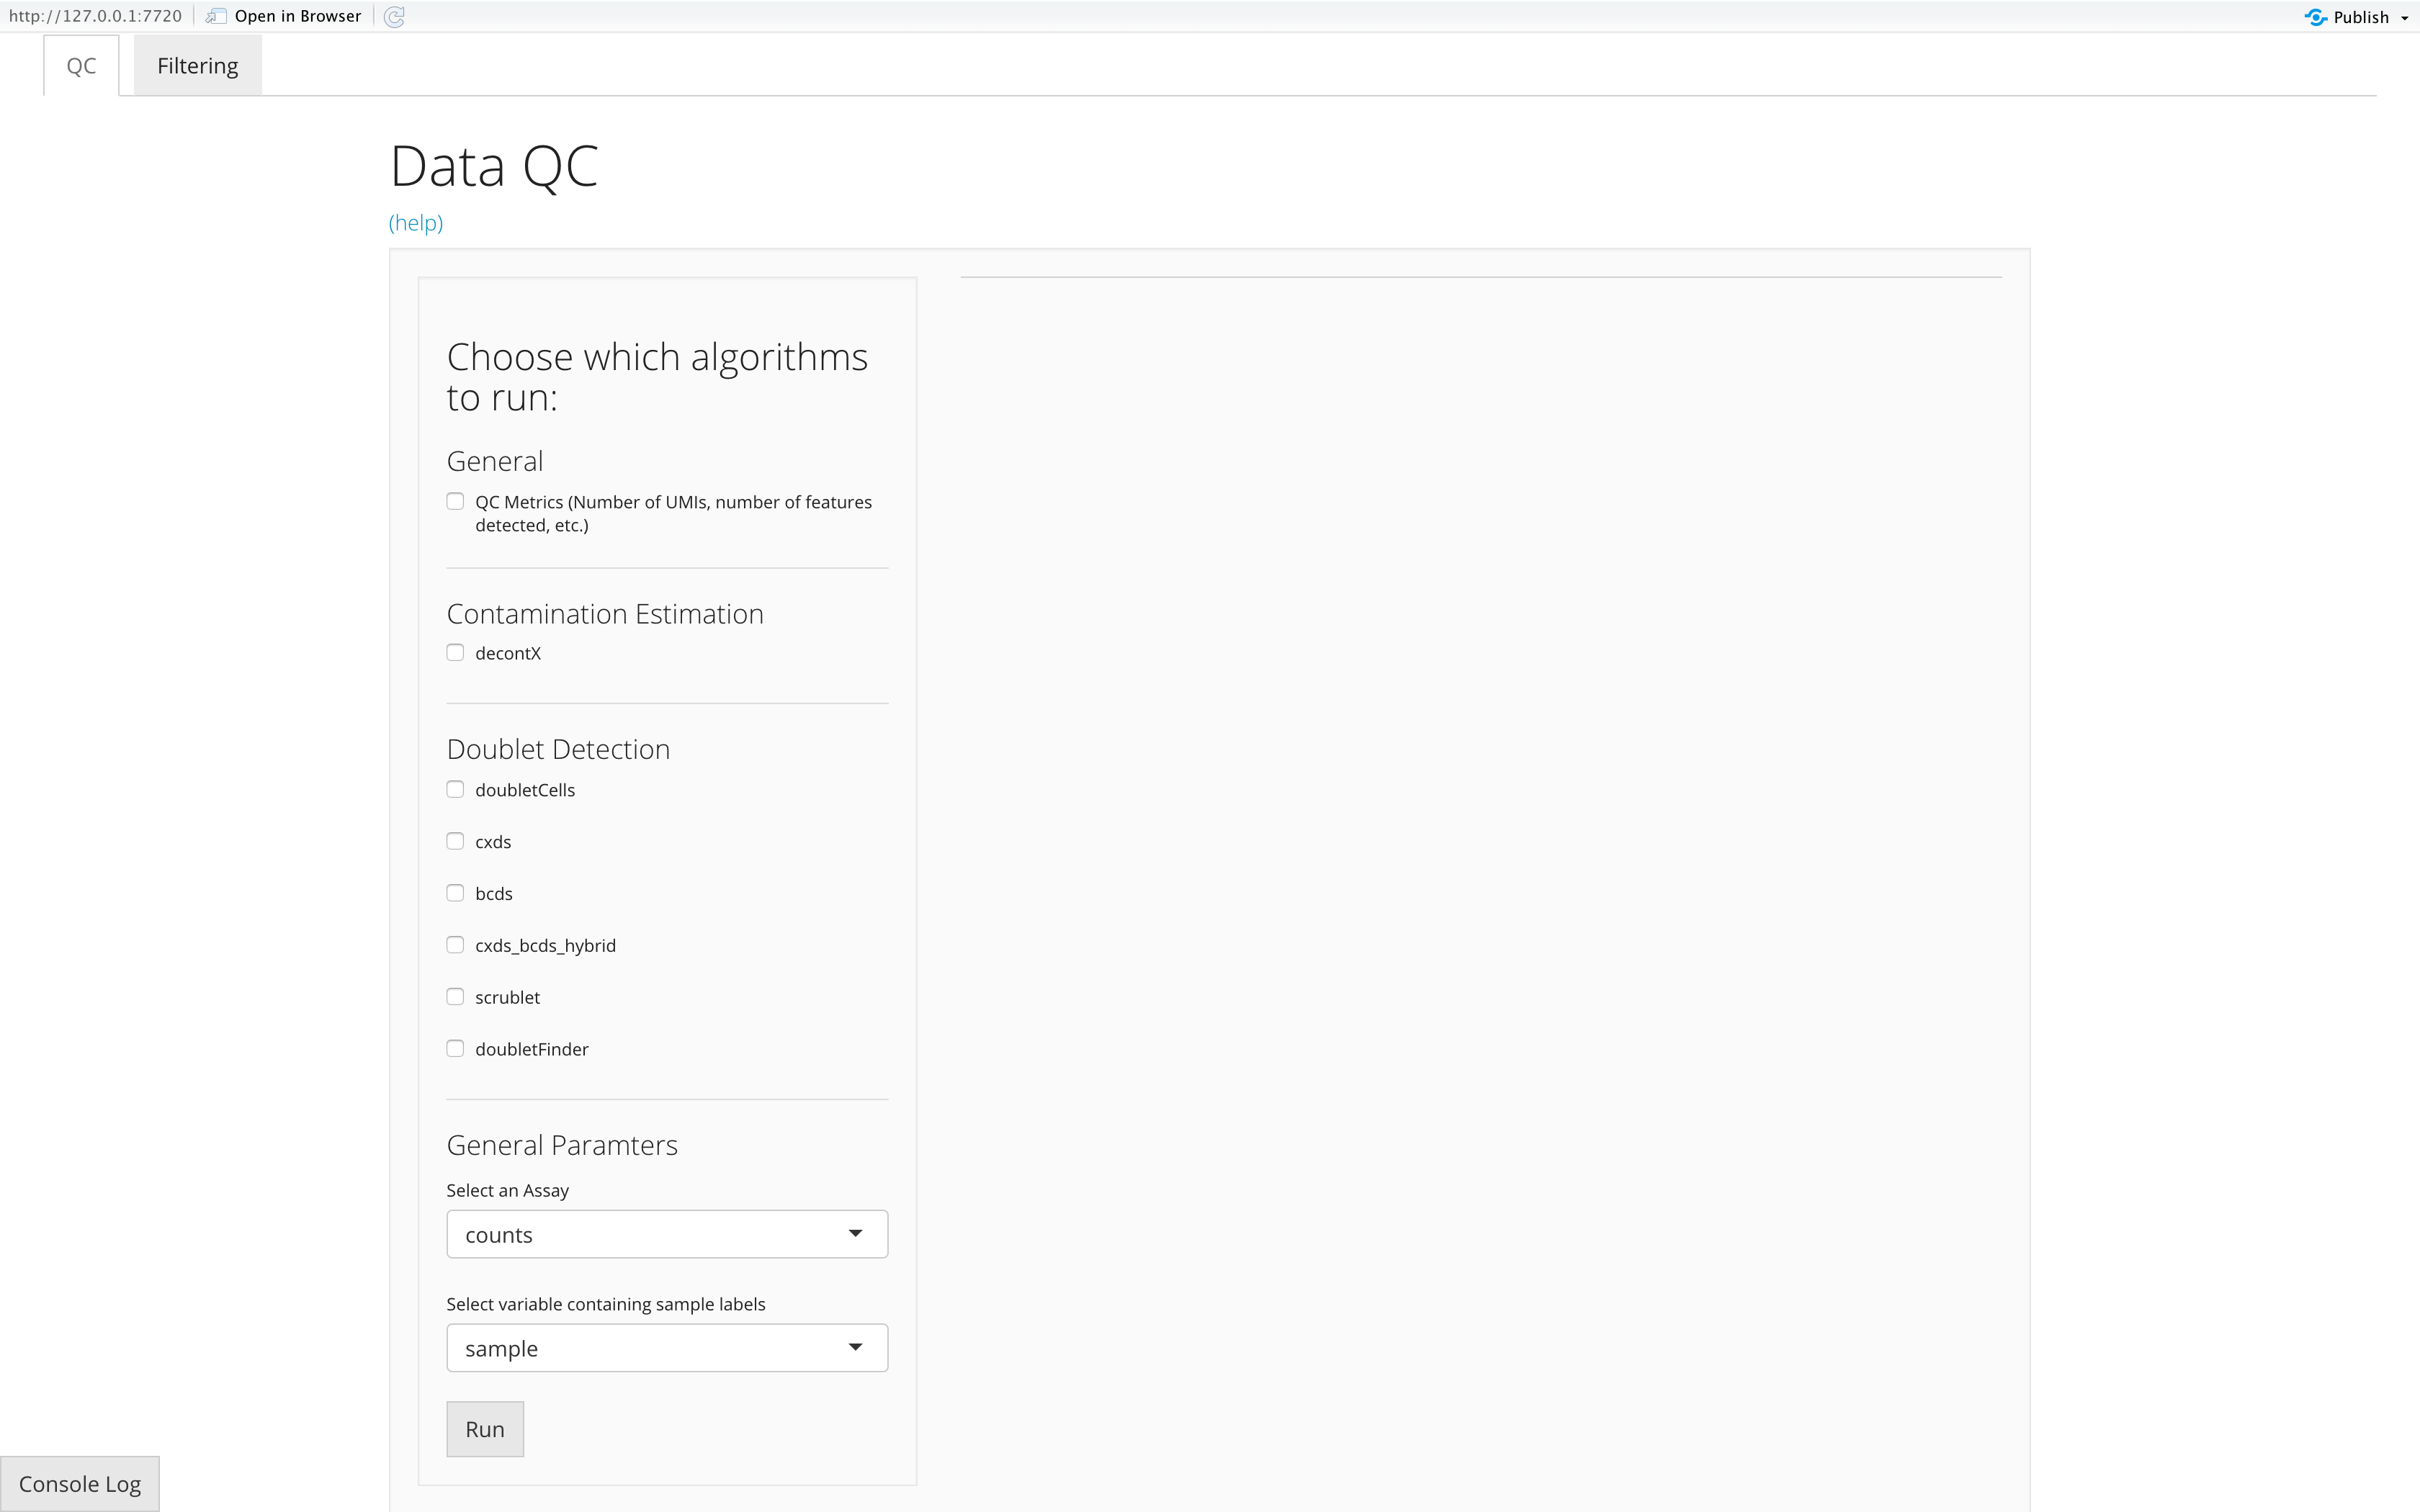 http://127.0.0.1:7720
Open in Browser
Publish
QC
Filtering
Data QC
(help)
Choose which algorithms
to run:
General
QC Metrics (Number of UMIs, number of features
detected, etc.)
Contamination Estimation
decontX
Doublet Detection
doubletCells
cxds
bcds
cxds_bcds_hybrid
scrublet
doubletFinder
General Paramters
Select an Assay
counts
Select variable containing sample labels
sample
Run
Console Log